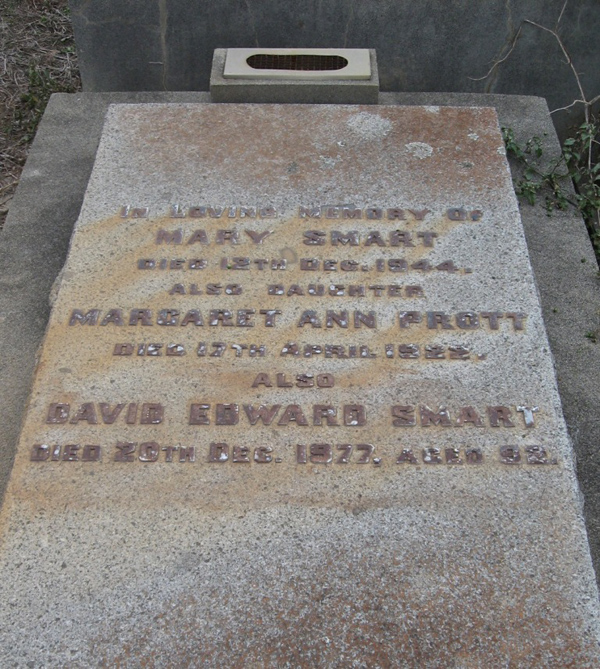 IN LOVING MEMORY OF
MARY SMART
DIED 12TH DEC. 1944.
ALSO DAUGHTER
MARGARET ANN PROTT
DIED 17TH APRIL 1922.
ALSO
DAVID EDWARD SMART
DIED 20TH DEC. 1977, AGED 92.